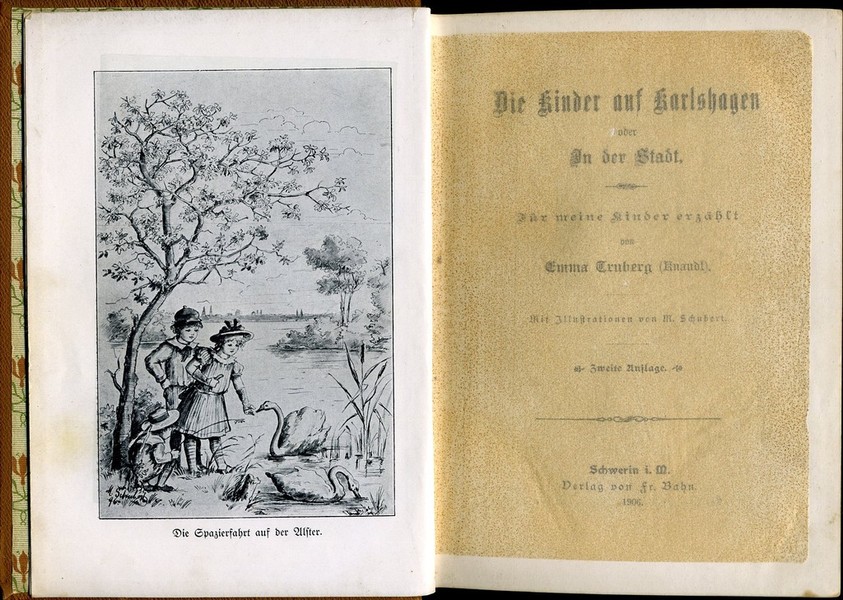 Die Spazierfahrt auf der Alster.
Die Kinder auf Karlshagen
oder
In der Stadt.
Für meine Kinder erzählt
von
Emma Truberg (Knaudt).
Mit Illustrationen von M. Schubert.
Zweite Auflage.
Schwerin i. M.
Verlag von Fr. Bahn.
1906.